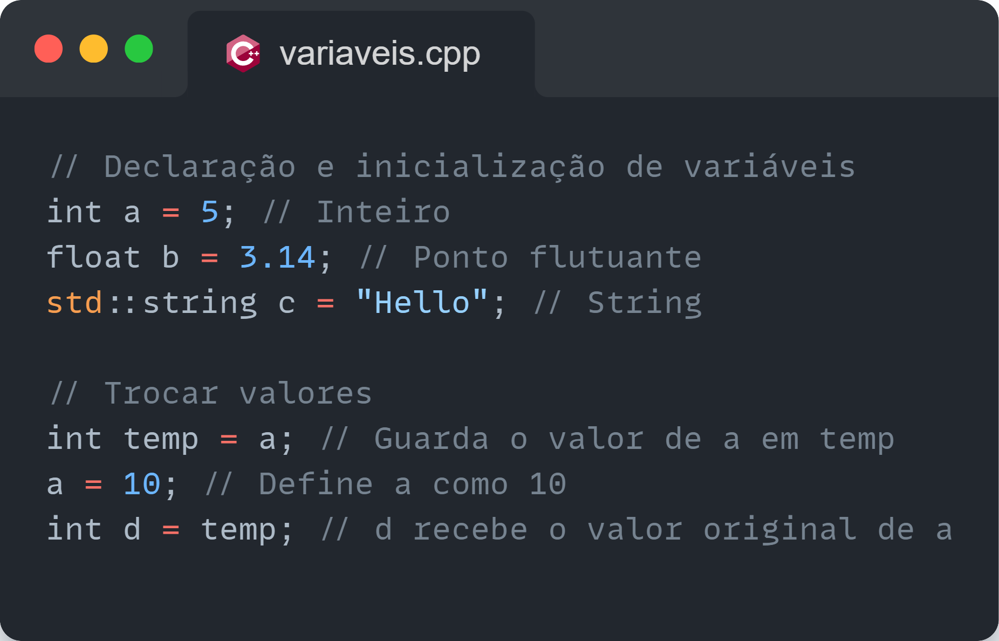 C++ variaveis.cpp
// Declaração e inicialização de variáveis
int a = 5; // Inteiro
float b = 3.14; // Ponto flutuante
std::string c = "Hello"; // String
// Trocar valores
int temp = a; // Guarda o valor de a em temp
a = 10; // Define a como 10
int d = temp; // d recebe o valor original de a